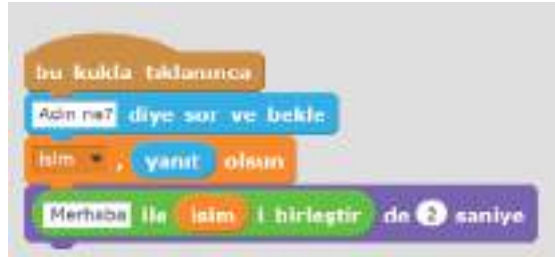 bu kukla tıklanınca
Adın ne? diye sor ve bekle
isim , yanıt olsun
Merhaba ile isim i birleştir de 2 saniye